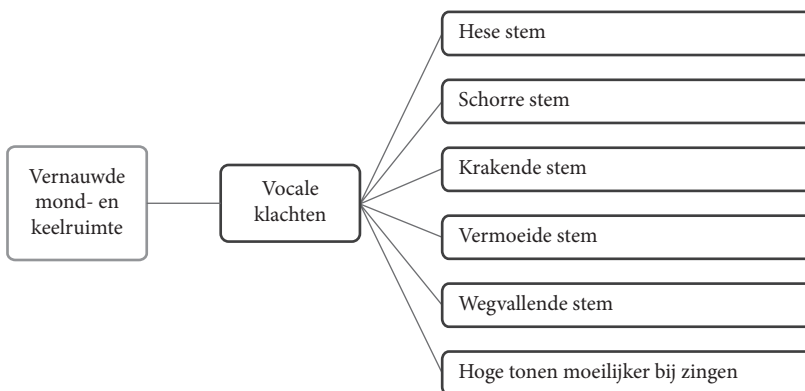 Vernauwde
mond- en
keelruimte
Vocale
klachten
Hese stem
Schorre stem
Krakende stem
Vermoeide stem
Wegvallende stem
Hoge tonen moeilijker bij zingen